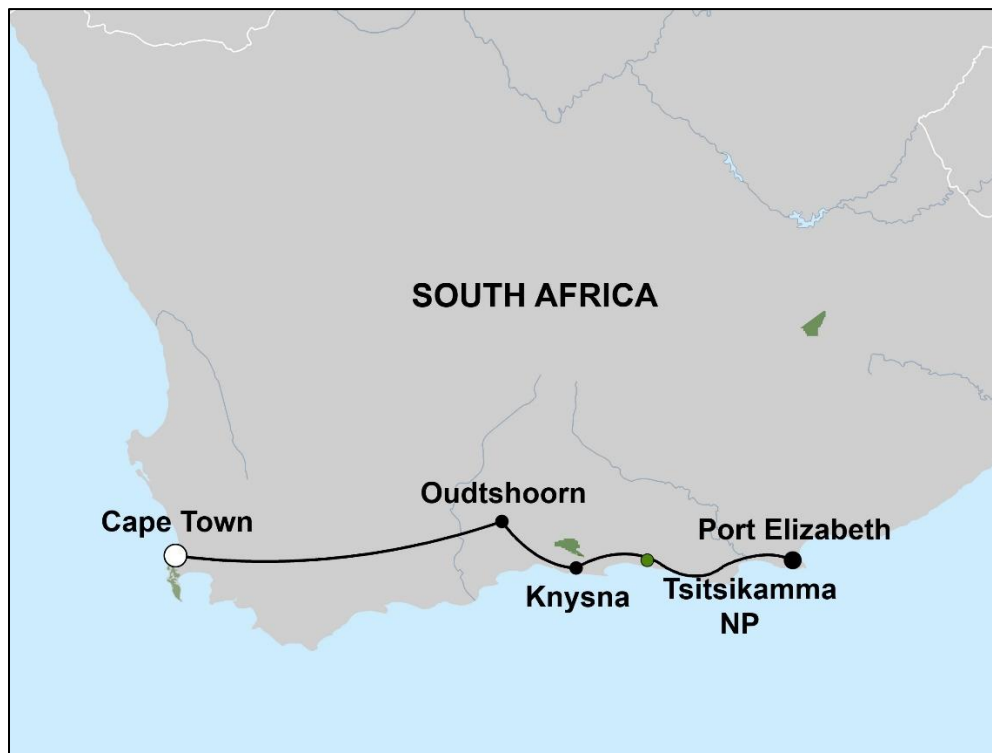 SOUTH AFRICA
Oudtshoorn
Cape Town
Port Elizabeth
Knysna
Tsitsikamma
NP